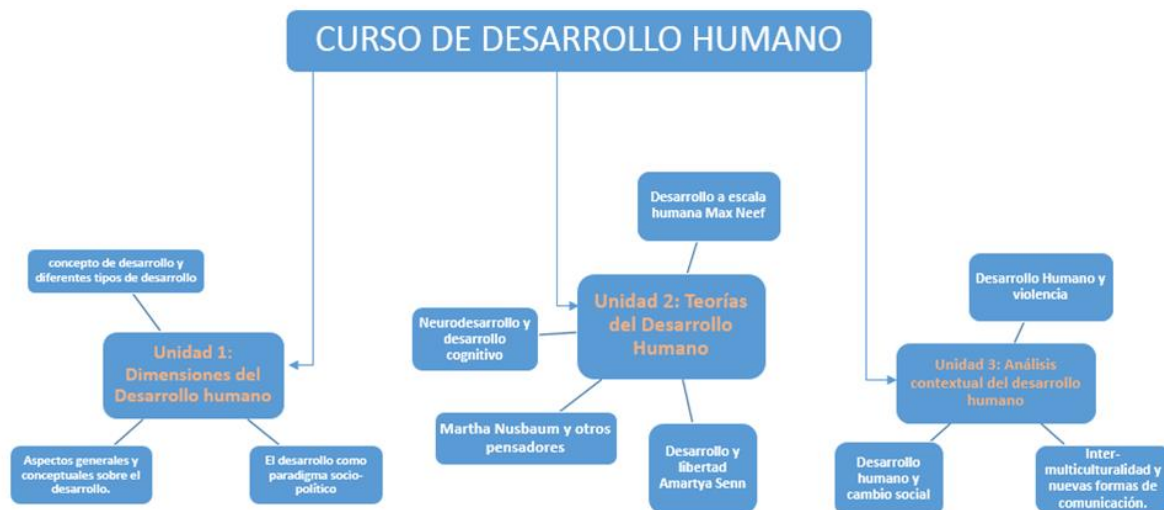 CURSO DE DESARROLLO HUMANO
concepto de desarrollo y
diferentes tipos de desarrollo
Unidad 1:
Dimensiones del
Desarrollo humano
Aspectos generales y
conceptuales sobre el
desarrollo.
El desarrollo como
paradigma socio-
político
Desarrollo a escala
humana Max Neef
Unidad 2: Teorías
del Desarrollo
Humano
Neurodesarrollo y
desarrollo
cognitivo
Martha Nusbaum y otros
pensadores
Desarrollo y
libertad
Amartya Senn
Desarrollo Humano y
violencia
Unidad 3: Análisis
contextual del desarrollo
humano
Desarrollo
humano y
cambio social
Inter-
multiculturalidad y
nuevas formas de
comunicación.